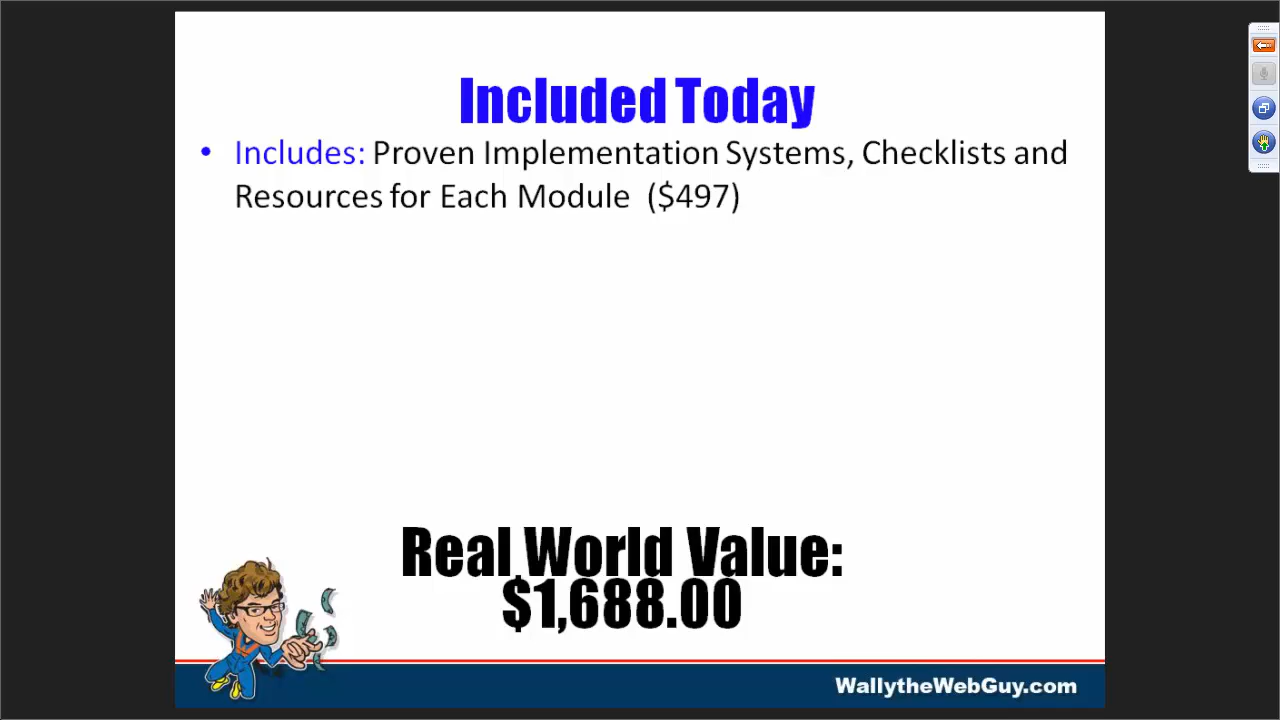 Included Today
• Includes: Proven Implementation Systems, Checklists and
Resources for Each Module ($497)
Real World Value:
$1,688.00
WallytheWebGuy.com